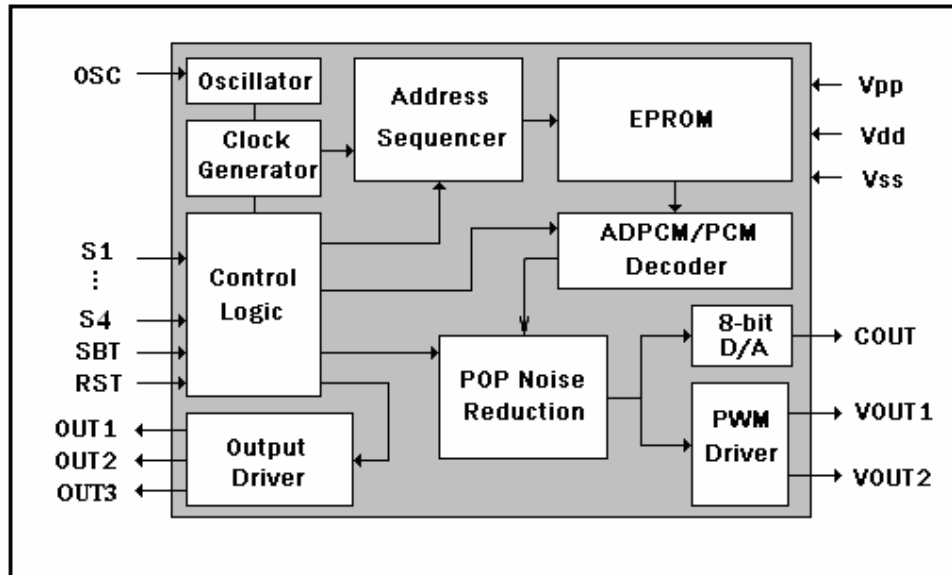 OSC
Oscillator
Clock
Generator
Address
Sequencer
EPROM
Vpp
Vdd
Vss
S1
⋮
S4
SBT
RST
Control
Logic
ADPCM/PCM
Decoder
POP Noise
Reduction
8-bit
D/A
COUT
PWM
Driver
VOUT1
VOUT2
OUT1
OUT2
OUT3
Output
Driver